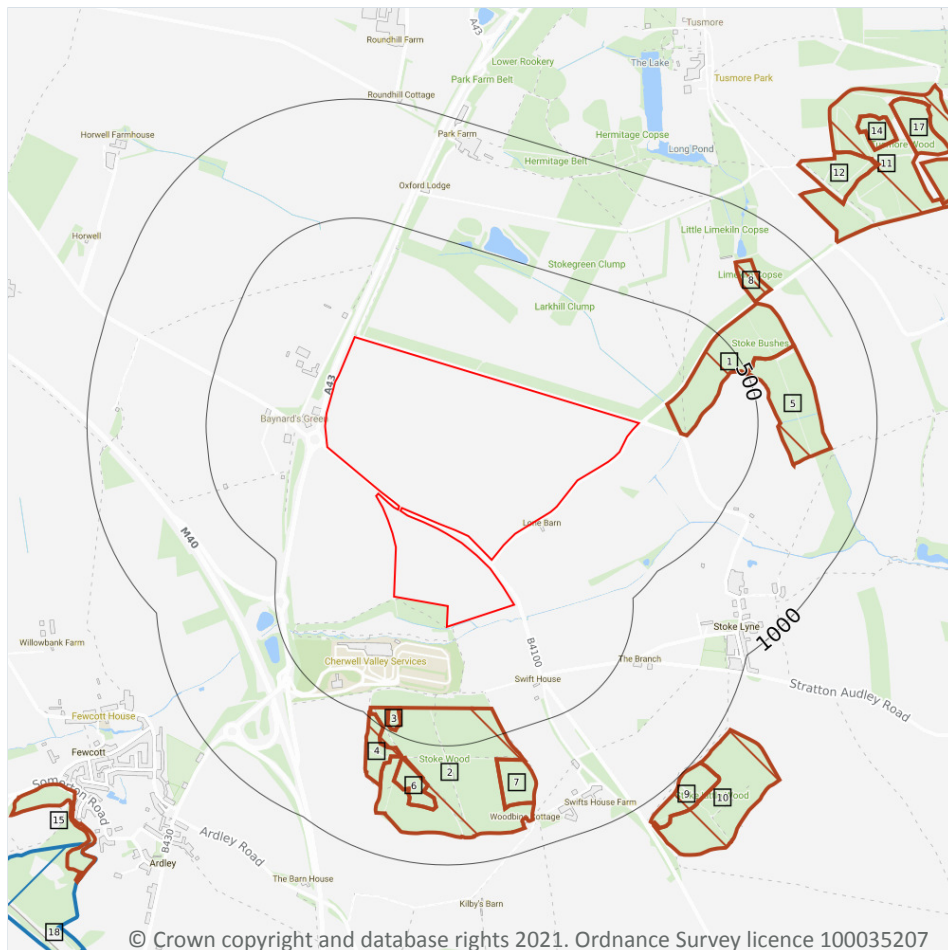 A43
Tusmore
Roundhill Farm
Lower Rookery
The Lake
Park Farm Belt
Tusmore Park
Roundhill Cottage
Hermitage Copse
Horwell Farmhouse
Park Farm
14
17
Long Pond
Hermitage Belt
11
12
Oxford Lodge
Little Limekiln Copse
Horwell
Stokegreen Clump
8
Larkhill Clump
Stoke Bushes
1
500
A43
5
Baynard's Green
Lone Barn
M40
Stoke Lyne
1000
Willowbank Farm
Cherwell Valley Services
The Branch
B4100
Swift House
Stratton Audley Road
Fewcott House
3
Fewcott
4
Stoke Wood
2
Somerton Road
6
7
9
10
Swifts House Farm
15
Woodbine Cottage
B430
Ardley Road
Ardley
The Barn House
Kilby's Barn
18
© Crown copyright and database rights 2021. Ordnance Survey licence 100035207